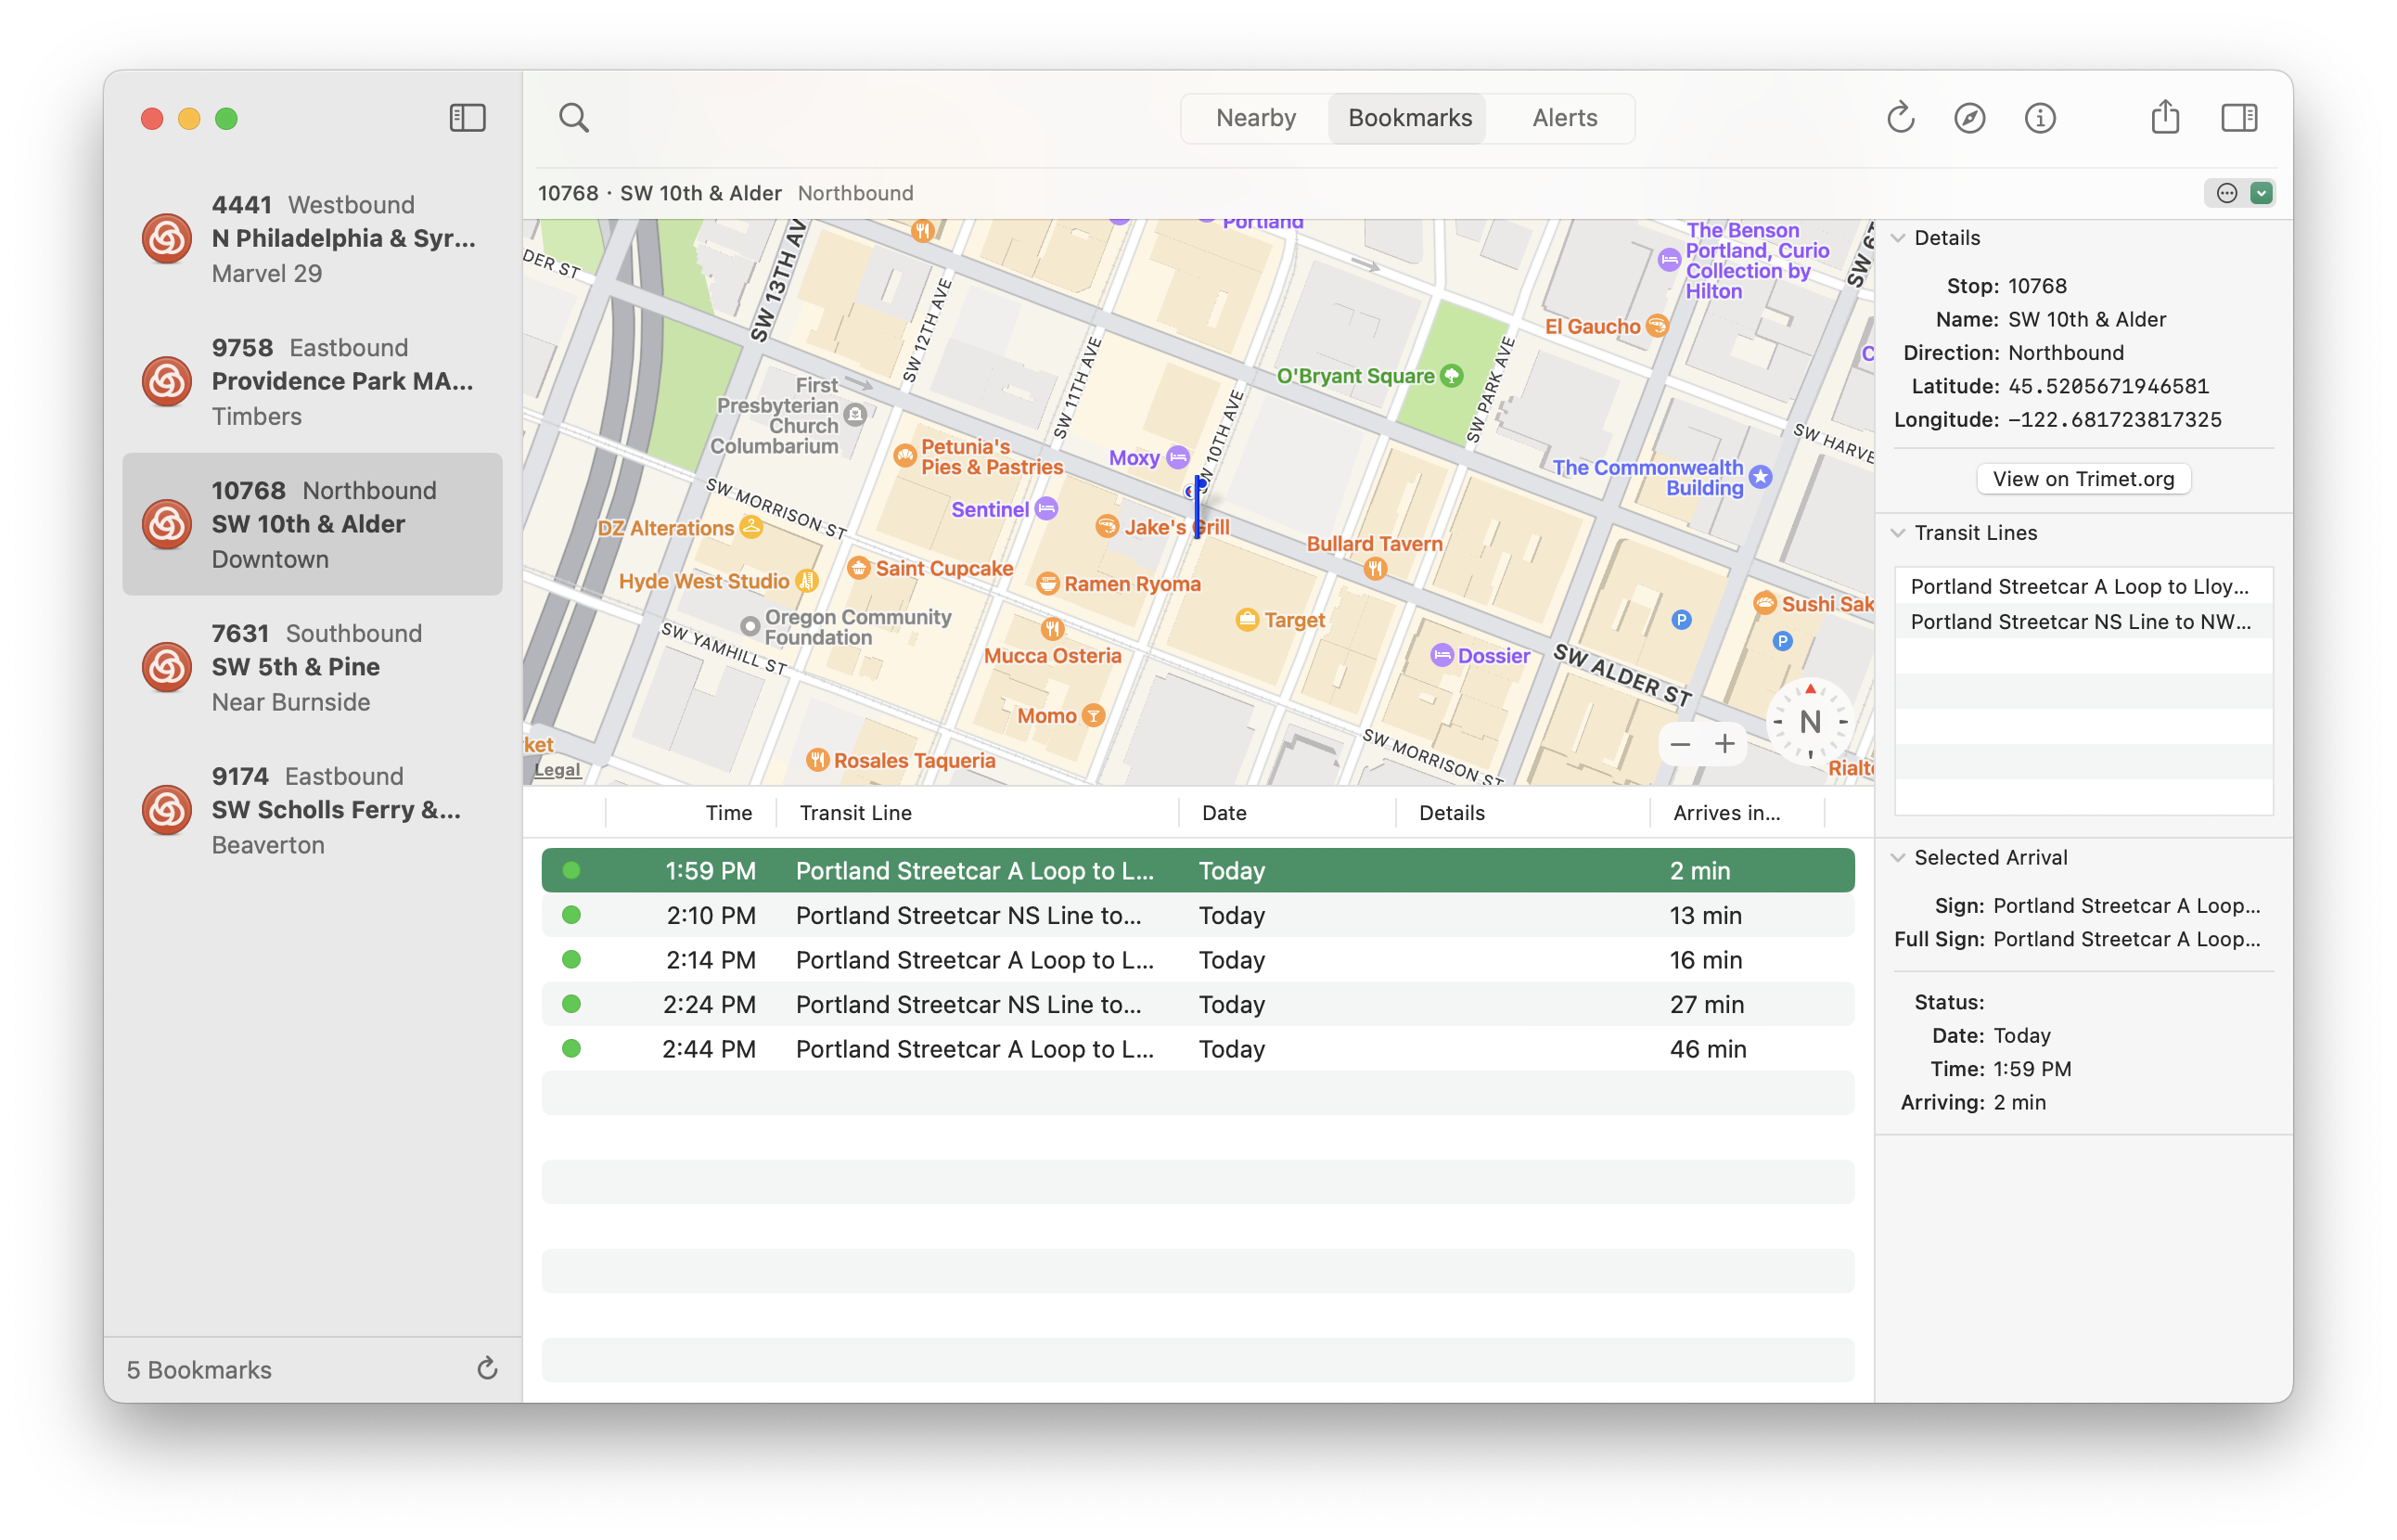 4441 Westbound
N Philadelphia & Syr...
Marvel 29
9758 Eastbound
Providence Park MA...
Timbers
10768 Northbound
SW 10th & Alder
Downtown
7631 Southbound
SW 5th & Pine
Near Burnside
9174 Eastbound
SW Scholls Ferry &...
Beaverton
5 Bookmarks
Nearby
Bookmarks
Alerts
10768 · SW 10th & Alder Northbound
Portland
The Benson
Portland, Curio
Collection by
Hilton
DER ST
SW 13TH AV
SW 12TH AVE
SW 11TH AVE
SW 10TH AVE
SW PARK AVE
El Gaucho
O'Bryant Square
First
Presbyterian
Church
Columbarium
Petunia's
Pies & Pastries
Moxy
SW HARVE
The Commonwealth
Building
SW MORRISON ST
Sentinel
DZ Alterations
Jake's Grill
Bullard Tavern
Hyde West Studio
Saint Cupcake
Ramen Ryoma
Oregon Community
Foundation
Target
P
P
Sushi Sak
SW YAMHILL ST
Mucca Osteria
Dossier
SW ALDER ST
Momo
N
ket
Rosales Taqueria
SW MORRISON ST
Rialt
Legal
Time
Transit Line
Date
Details
Arrives in...
1:59 PM Portland Streetcar A Loop to L... Today 2 min
2:10 PM Portland Streetcar NS Line to... Today 13 min
2:14 PM Portland Streetcar A Loop to L... Today 16 min
2:24 PM Portland Streetcar NS Line to... Today 27 min
2:44 PM Portland Streetcar A Loop to L... Today 46 min
Details
Stop: 10768
Name: SW 10th & Alder
Direction: Northbound
Latitude: 45.5205671946581
Longitude: −122.681723817325
View on Trimet.org
Transit Lines
Portland Streetcar A Loop to Lloy...
Portland Streetcar NS Line to NW...
Selected Arrival
Sign: Portland Streetcar A Loop...
Full Sign: Portland Streetcar A Loop...
Status:
Date: Today
Time: 1:59 PM
Arriving: 2 min